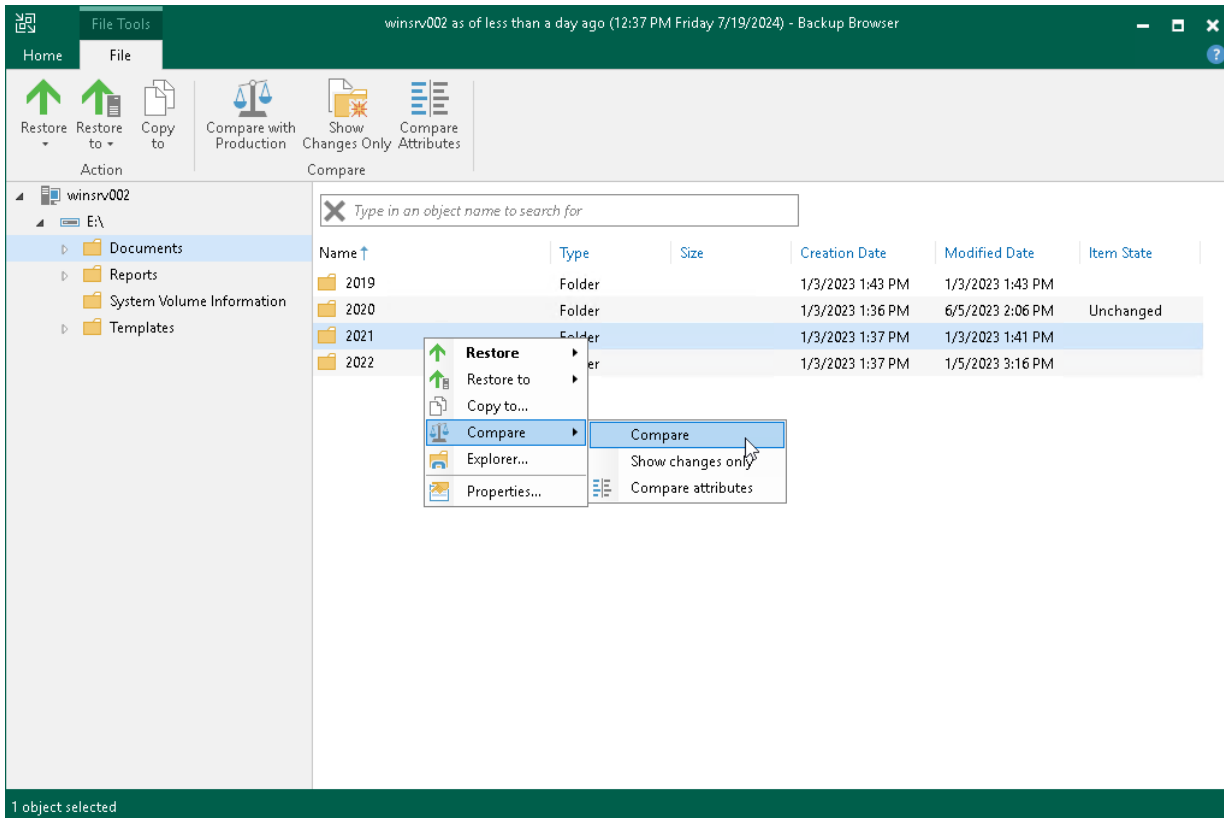 File Tools
winsrv002 as of less than a day ago (12:37 PM Friday 7/19/2024) - Backup Browser
Home File
?
Restore Restore to Copy to Compare with Production Show Changes Only Compare Attributes
Action Compare
winsrv002
E:\
Documents
Reports
System Volume Information
Templates
Type in an object name to search for
Name Type Size Creation Date Modified Date Item State
2019 Folder 1/3/2023 1:43 PM 1/3/2023 1:43 PM
2020 Folder 1/3/2023 1:36 PM 6/5/2023 2:06 PM Unchanged
2021 Folder 1/3/2023 1:37 PM 1/3/2023 1:41 PM
2022 er 1/3/2023 1:37 PM 1/5/2023 3:16 PM
Restore
Restore to
Copy to...
Compare
Explorer...
Properties...
Compare
Show changes only
Compare attributes
1 object selected